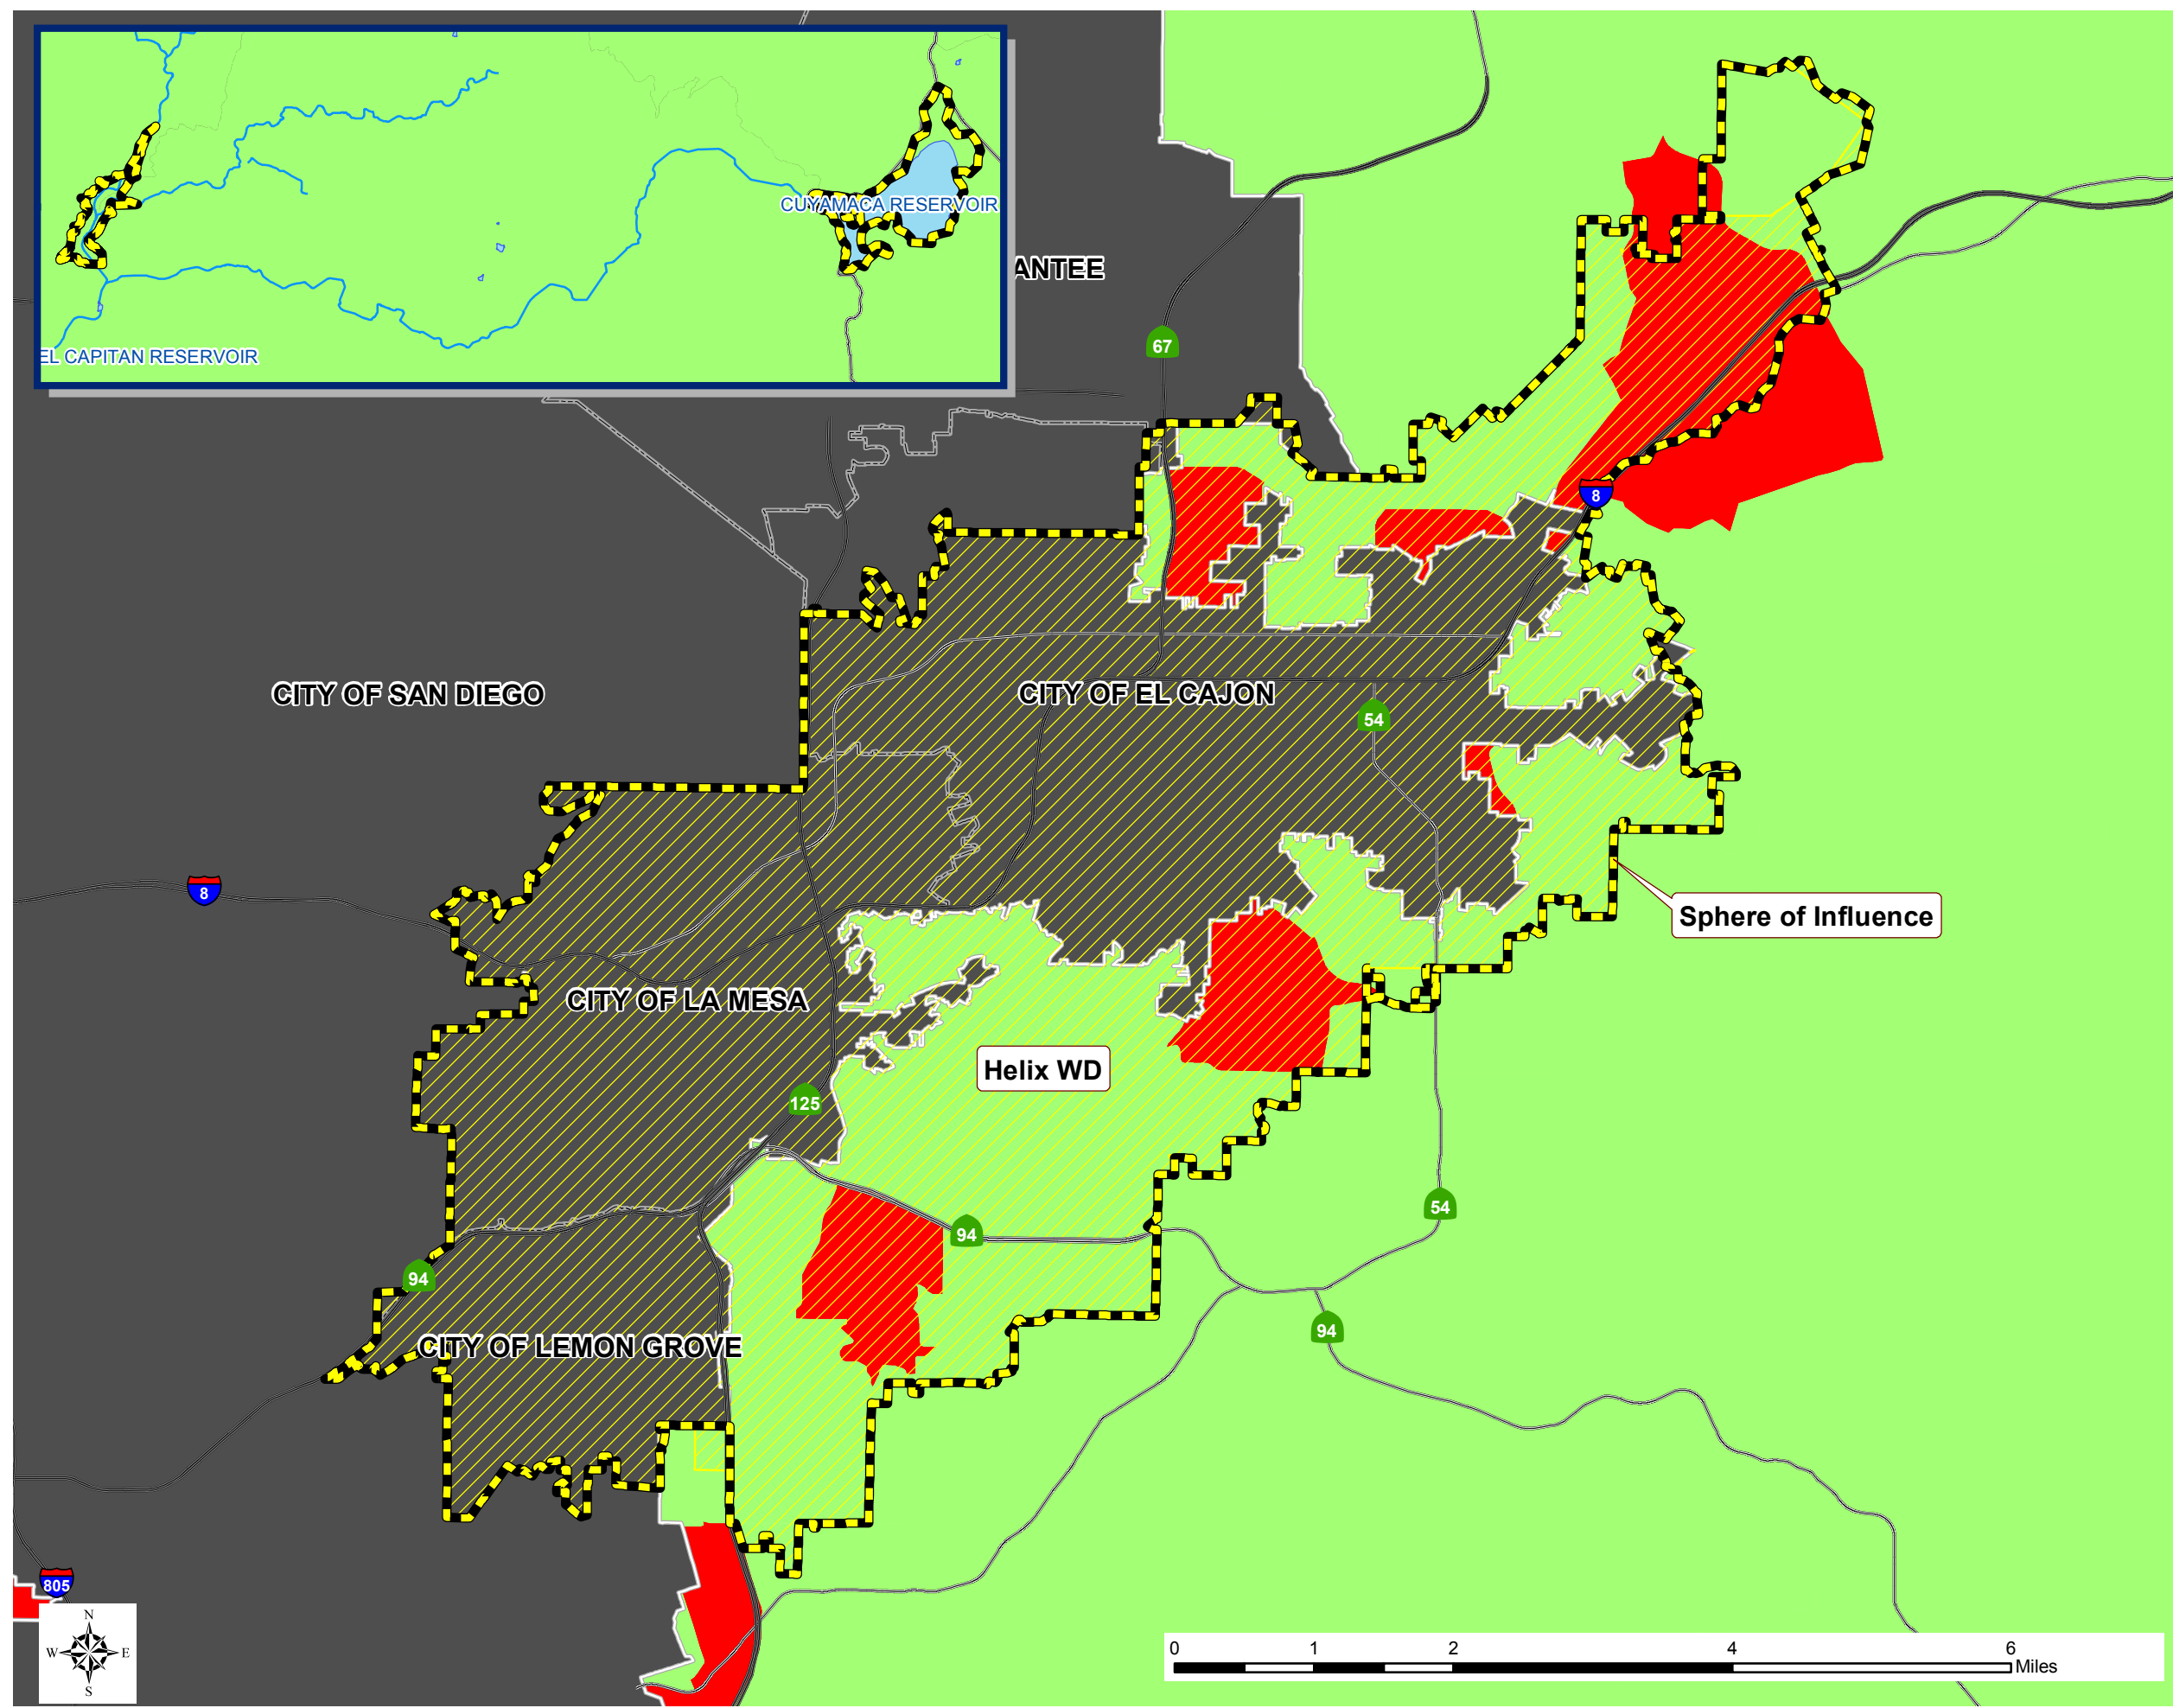 CUYAMACA RESERVOIR
ANTEE
EL CAPITAN RESERVOIR
67
8
CITY OF SAN DIEGO
CITY OF EL CAJON
54
8
Sphere of Influence
CITY OF LA MESA
Helix WD
125
54
94
94
94
CITY OF LEMON GROVE
805
N
W
E
S
0 1 2 4 6
Miles